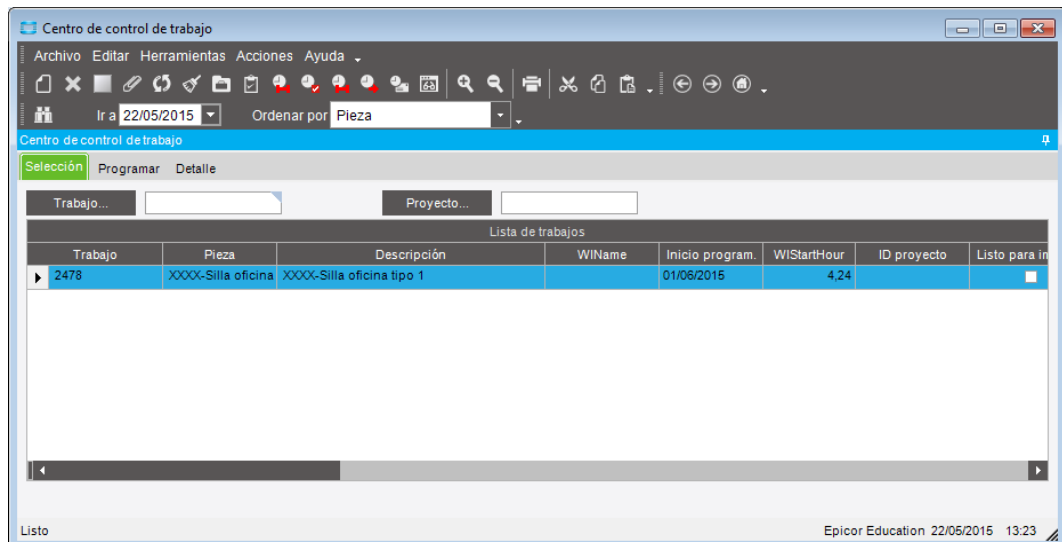 Centro de control de trabajo
Archivo Editar Herramientas Acciones Ayuda
Ir a 22/05/2015 Ordenar por Pieza
Centro de control de trabajo
Selección Programar Detalle
Trabajo... Proyecto...
Lista de trabajos
Trabajo Pieza Descripción WIName Inicio program. WIStartHour ID proyecto Listo para in
2478 XXXX-Silla oficina XXXX-Silla oficina tipo 1 01/06/2015 4,24
Listo Epicor Education 22/05/2015 13:23